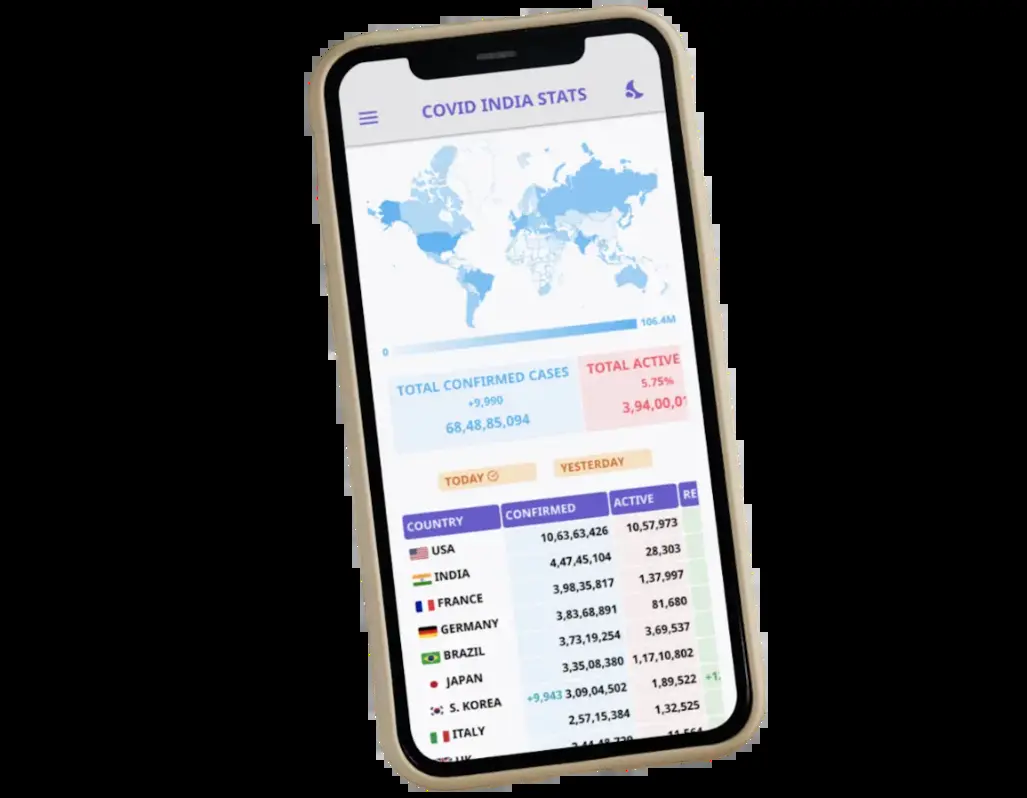 COVID INDIA STATS
0
106.4M
TOTAL CONFIRMED CASES
+9,990
68,48,85,094
TOTAL ACTIVE
5.75%
3,94,00,0
TODAY
YESTERDAY
COUNTRY CONFIRMED ACTIVE RE
USA 10,63,63,426 10,57,973
INDIA 4,47,45,104 28,303
FRANCE 3,98,35,817 1,37,997
GERMANY 3,83,68,891 81,680
BRAZIL 3,73,19,254 3,69,537
JAPAN 3,35,08,380 1,17,10,802
S. KOREA +9,943 3,09,04,502 1,89,522 +1.
ITALY 2,57,15,384 1,32,525
UK